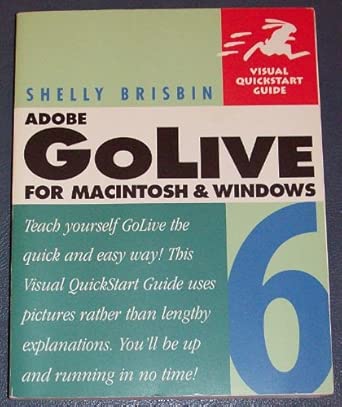 VISUAL
QUICKSTART
GUIDE
SHELLY BRISBIN
ADOBE
GOLIVE
FOR MACINTOSH & WINDOWS
6
Teach yourself GoLive the
quick and easy way! This
Visual QuickStart Guide uses
pictures rather than lengthy
explanations. You'll be up
and running in no time!